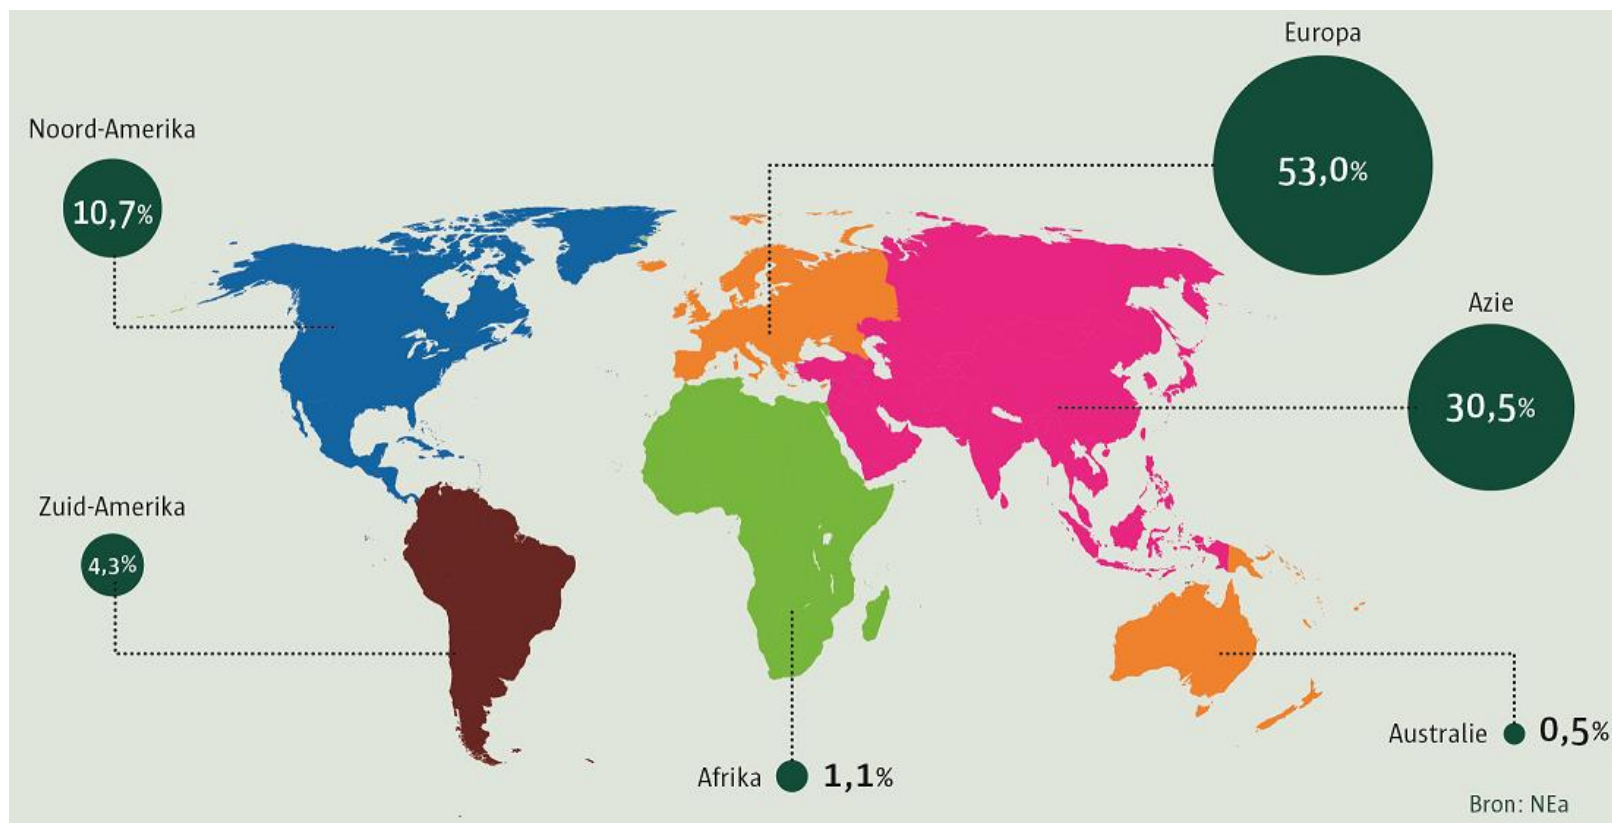 Europa
53,0%
Noord-Amerika
10,7%
Azie
30,5%
Zuid-Amerika
4,3%
Australie 0,5%
Afrika 1,1%
Bron: NEa